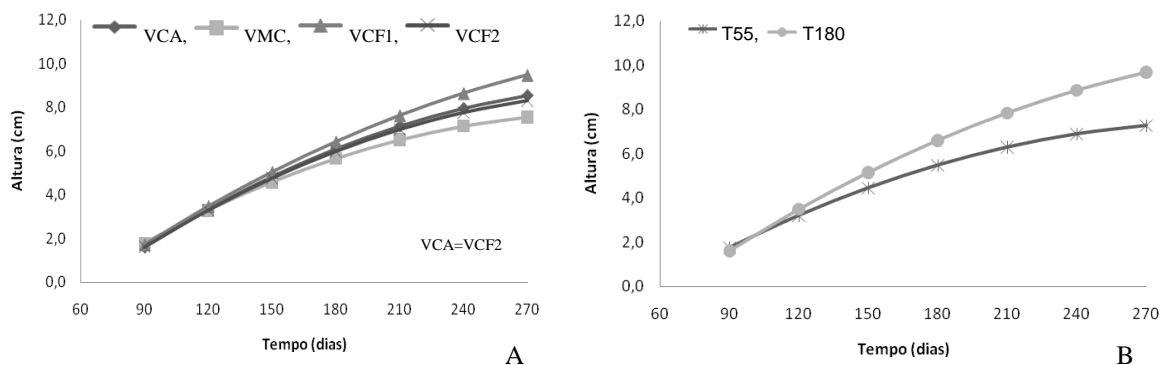 12,0
VCA, VMC, VCF1, VCF2
10,0
8,0
6,0
4,0
2,0
0,0
Altura (cm)
VCA=VCF2
60 90 120 150 180 210 240 270
Tempo (dias)
A
12,0
T55, T180
10,0
8,0
6,0
4,0
2,0
0,0
Altura (cm)
60 90 120 150 180 210 240 270
Tempo (dias)
B